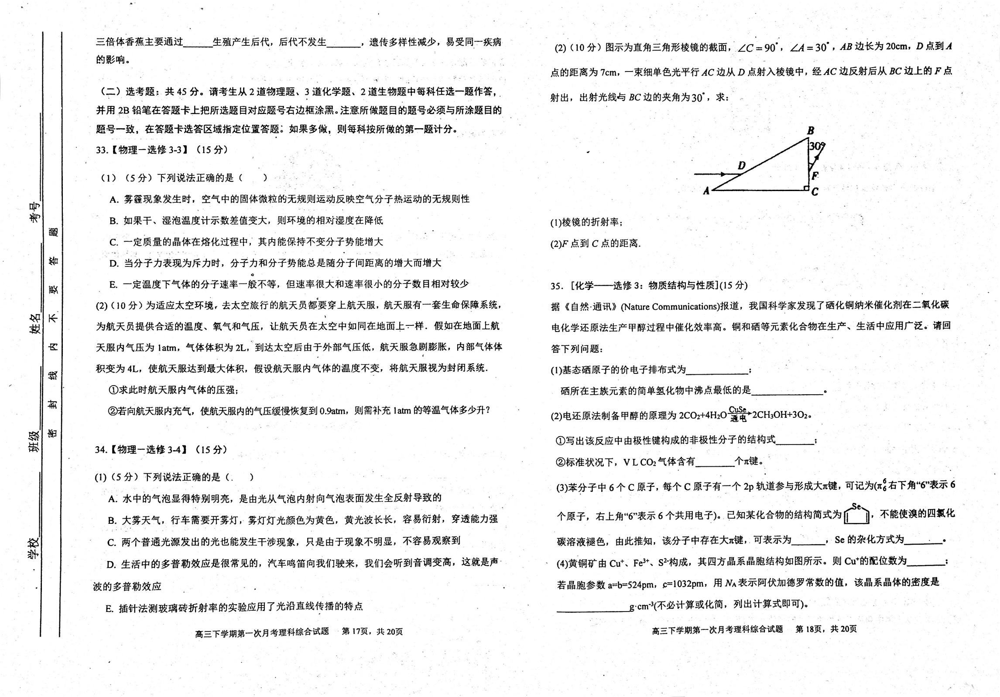 三倍体香蕉主要通过______生殖产生后代，后代不发生_______，遗传多样性减少，易受同一疾病
的影响。
（二）选考题：共 45 分。请考生从 2 道物理题、3 道化学题、2 道生物题中每科任选一题作答，
并用 2B 铅笔在答题卡上把所选题目对应题号右边框涂黑。注意所做题目的题号必须与所涂题目的
题号一致，在答题卡选答区域指定位置答题。如果多做，则每科按所做的第一题计分。
33.【物理一选修 3-3】（15 分）
（1）（5 分）下列说法正确的是（　　）
A. 雾霾现象发生时，空气中的固体微粒的无规则运动反映空气分子热运动的无规则性
B. 如果干、湿泡温度计示数差值变大，则环境的相对湿度在降低
C. 一定质量的晶体在熔化过程中，其内能保持不变分子势能增大
D. 当分子力表现为斥力时，分子力和分子势能总是随分子间距离的增大而增大
E. 一定温度下气体的分子速率一般不等，但速率很大和速率很小的分子数目相对较少
(2)（10 分）为适应太空环境，去太空旅行的航天员都要穿上航天服，航天服有一套生命保障系统，
为航天员提供合适的温度、氧气和气压，让航天员在太空中如同在地面上一样．假如在地面上航
天服内气压为 1atm，气体体积为 2L，到达太空后由于外部气压低，航天服急剧膨胀，内部气体体
积变为 4L，使航天服达到最大体积，假设航天服内气体的温度不变，将航天服视为封闭系统．
①求此时航天服内气体的压强；
②若向航天服内充气，使航天服内的气压缓慢恢复到 0.9atm，则需补充 1atm 的等温气体多少升？
34.【物理一选修 3-4】（15 分）
(1)（5 分）下列说法正确的是（　　）
A. 水中的气泡显得特别明亮，是由光从气泡内射向气泡表面发生全反射导致的
B. 大雾天气，行车需要开雾灯，雾灯灯光颜色为黄色，黄光波长长，容易衍射，穿透能力强
C. 两个普通光源发出的光也能发生干涉现象，只是由于现象不明显，不容易观察到
D. 生活中的多普勒效应是很常见的，汽车鸣笛向我们驶来，我们会听到音调变高，这就是声
波的多普勒效应
E. 插针法测玻璃砖折射率的实验应用了光沿直线传播的特点
高三下学期第一次月考理科综合试题　第 17页，共 20页
(2)（10 分）图示为直角三角形棱镜的截面，∠C＝90°，∠A＝30°，AB 边长为 20cm，D 点到 A
点的距离为 7cm，一束细单色光平行 AC 边从 D 点射入棱镜中，经 AC 边反射后从 BC 边上的 F 点
射出，出射光线与 BC 边的夹角为30°，求：
B
30°
D
F
A
C
(1)棱镜的折射率；
(2)F 点到 C 点的距离.
35．[化学——选修 3：物质结构与性质](15 分)
据《自然·通讯》(Nature Communications)报道，我国科学家发现了硒化铜纳米催化剂在二氧化碳
电化学还原法生产甲醇过程中催化效率高。铜和硒等元素化合物在生产、生活中应用广泛。请回
答下列问题：
(1)基态硒原子的价电子排布式为____________；
硒所在主族元素的简单氢化物中沸点最低的是______________。
(2)电还原法制备甲醇的原理为 2CO₂+4H₂O CuSe 通电 →2CH₃OH+3O₂。
①写出该反应中由极性键构成的非极性分子的结构式________；
②标准状况下，V L CO₂ 气体含有________个π键。
(3)苯分子中 6 个 C 原子，每个 C 原子有一个 2p 轨道参与形成大π键，可记为(π₆⁶右下角“6”表示 6
个原子，右上角“6”表示 6 个共用电子)。已知某化合物的结构简式为 Se ，不能使溴的四氯化
碳溶液褪色，由此推知，该分子中存在大π键，可表示为_______，Se 的杂化方式为________。
(4)黄铜矿由 Cu⁺、Fe³⁺、S²⁻构成，其四方晶系晶胞结构如图所示。则 Cu⁺的配位数为________；
若晶胞参数 a=b=524pm，c=1032pm，用 Nᴀ 表示阿伏加德罗常数的值，该晶系晶体的密度是
______________g·cm⁻³(不必计算或化简，列出计算式即可)。
高三下学期第一次月考理科综合试题　第 18页，共 20页
考号
姓名
班级
学校
密　封　线　内　不　要　答　题